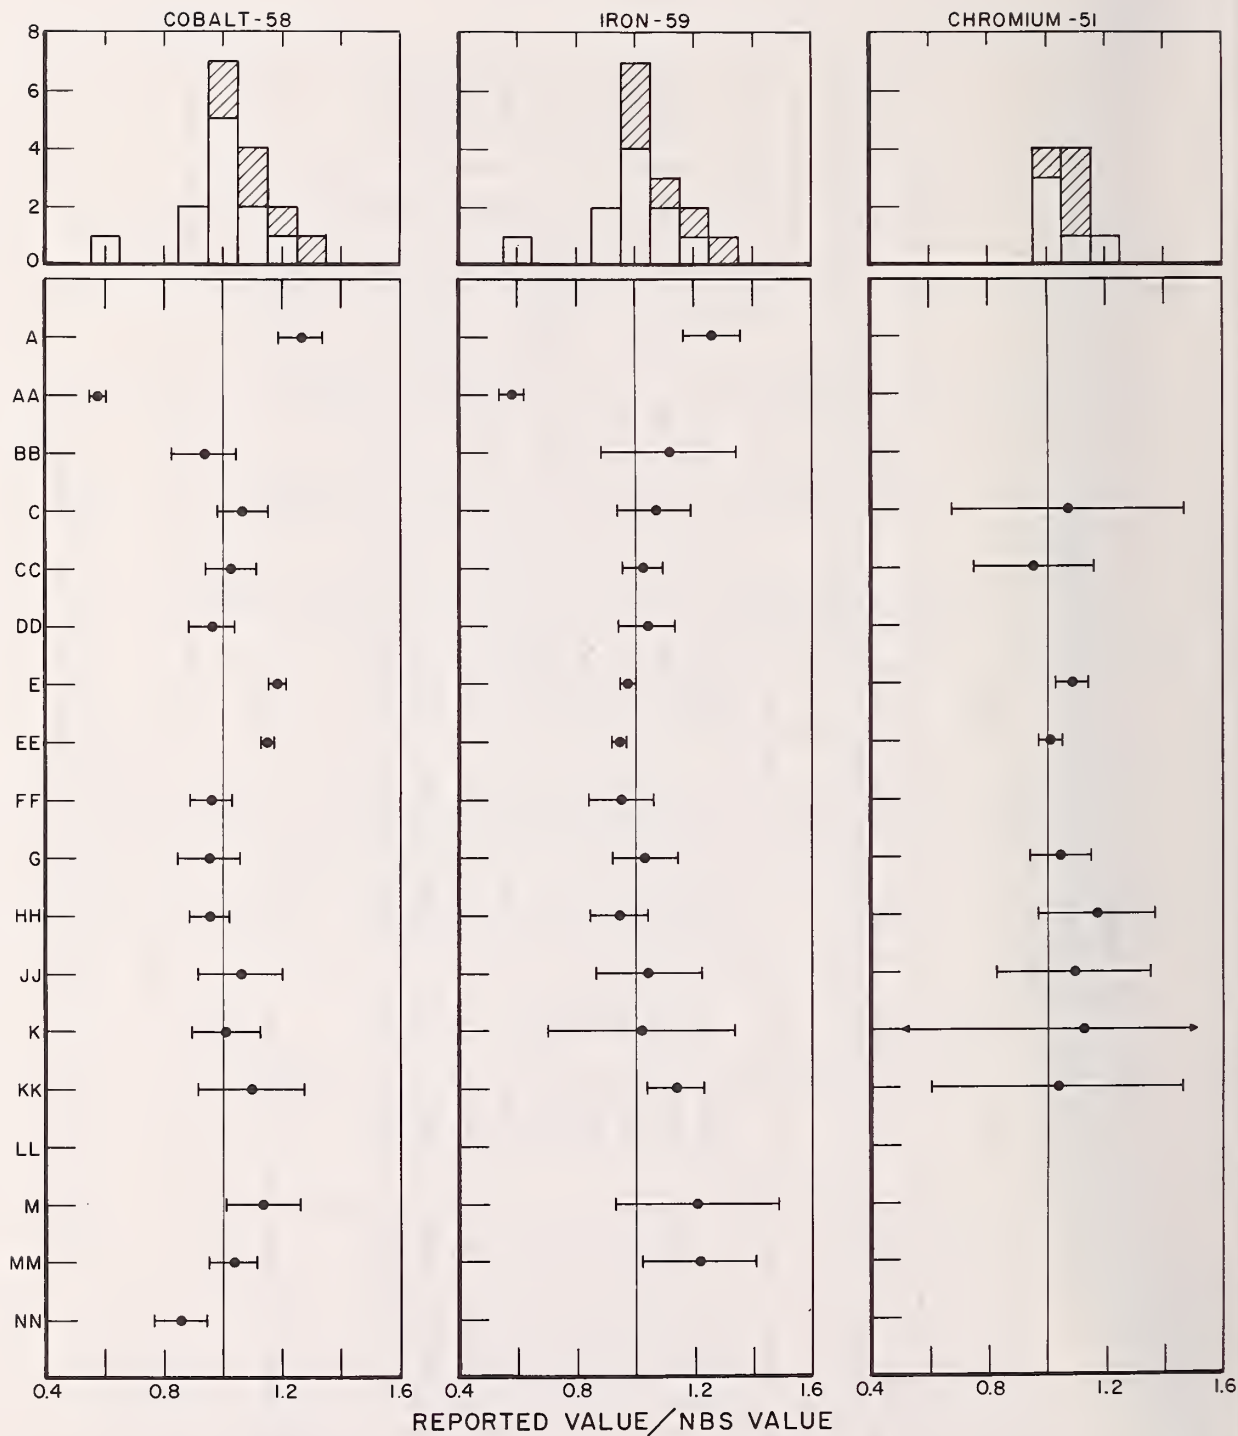 COBALT-58 IRON-59 CHROMIUM-51
8
6
4
2
0
A
AA
BB
C
CC
DD
E
EE
FF
G
HH
JJ
K
KK
LL
M
MM
NN
0.4 0.8 1.2 1.6 0.4 0.8 1.2 1.6 0.4 0.8 1.2 1.6
REPORTED VALUE/NBS VALUE